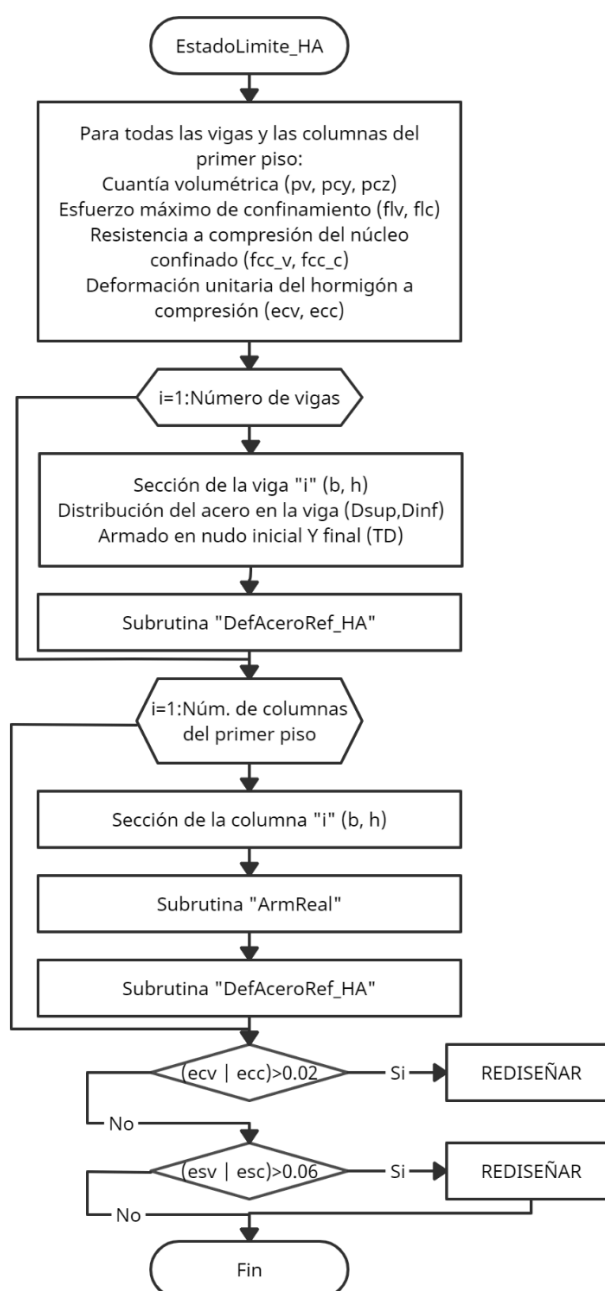 EstadoLimite_HA
Para todas las vigas y las columnas del
primer piso:
Cuantía volumétrica (pv, pcy, pcz)
Esfuerzo máximo de confinamiento (flv, flc)
Resistencia a compresión del núcleo
confinado (fcc_v, fcc_c)
Deformación unitaria del hormigón a
compresión (ecv, ecc)
i=1:Número de vigas
Sección de la viga "i" (b, h)
Distribución del acero en la viga (Dsup,Dinf)
Armado en nudo inicial Y final (TD)
Subrutina "DefAceroRef_HA"
i=1:Núm. de columnas
del primer piso
Sección de la columna "i" (b, h)
Subrutina "ArmReal"
Subrutina "DefAceroRef_HA"
(ecv | ecc)>0.02
Si
REDISEÑAR
No
(esv | esc)>0.06
Si
REDISEÑAR
No
Fin